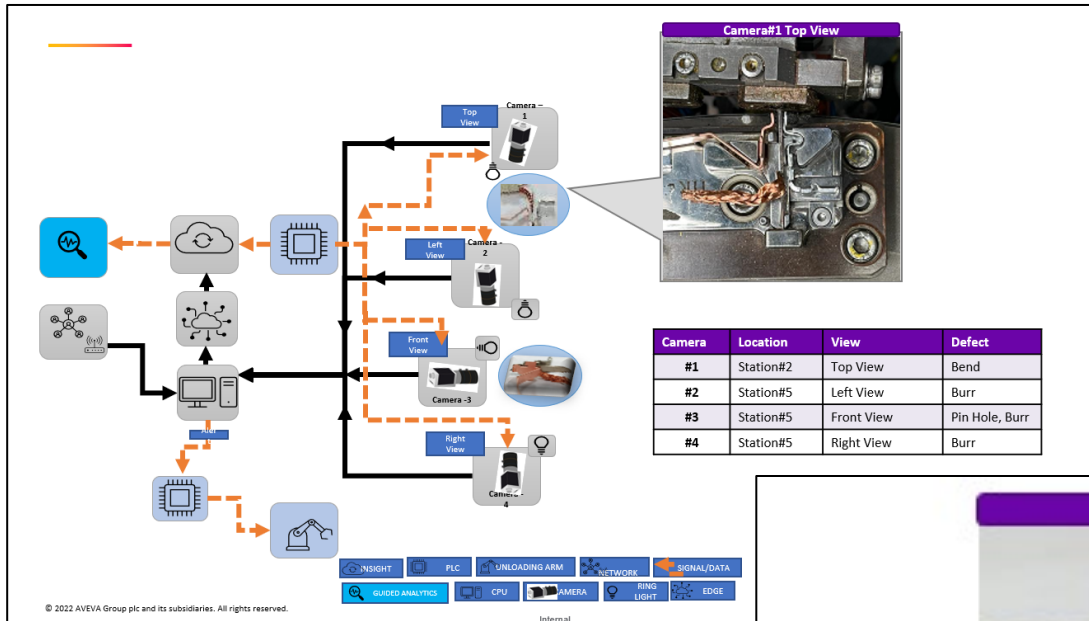 Camera#1 Top View
Top
View
Camera –
1
Left
View
Camera -
2
Front
View
Camera -3
Right
View
Camera -
4
Camera
Location
View
Defect
#1
Station#2
Top View
Bend
#2
Station#5
Left View
Burr
#3
Station#5
Front View
Pin Hole, Burr
#4
Station#5
Right View
Burr
INSIGHT
PLC
UNLOADING ARM
NETWORK
SIGNAL/DATA
GUIDED ANALYTICS
CPU
AMERA
RING
LIGHT
EDGE
© 2022 AVEVA Group plc and its subsidiaries. All rights reserved.
Internal